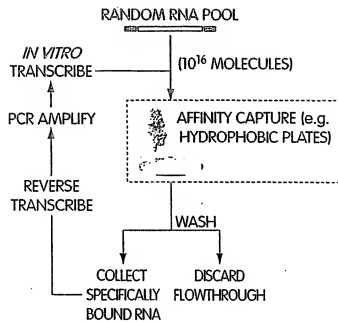 RANDOM RNA POOL
IN VITRO
TRANSCRIBE
(10¹⁶ MOLECULES)
PCR AMPLIFY
AFFINITY CAPTURE (e.g.
HYDROPHOBIC PLATES)
REVERSE
TRANSCRIBE
WASH
COLLECT
SPECIFICALLY
BOUND RNA
DISCARD
FLOWTHROUGH